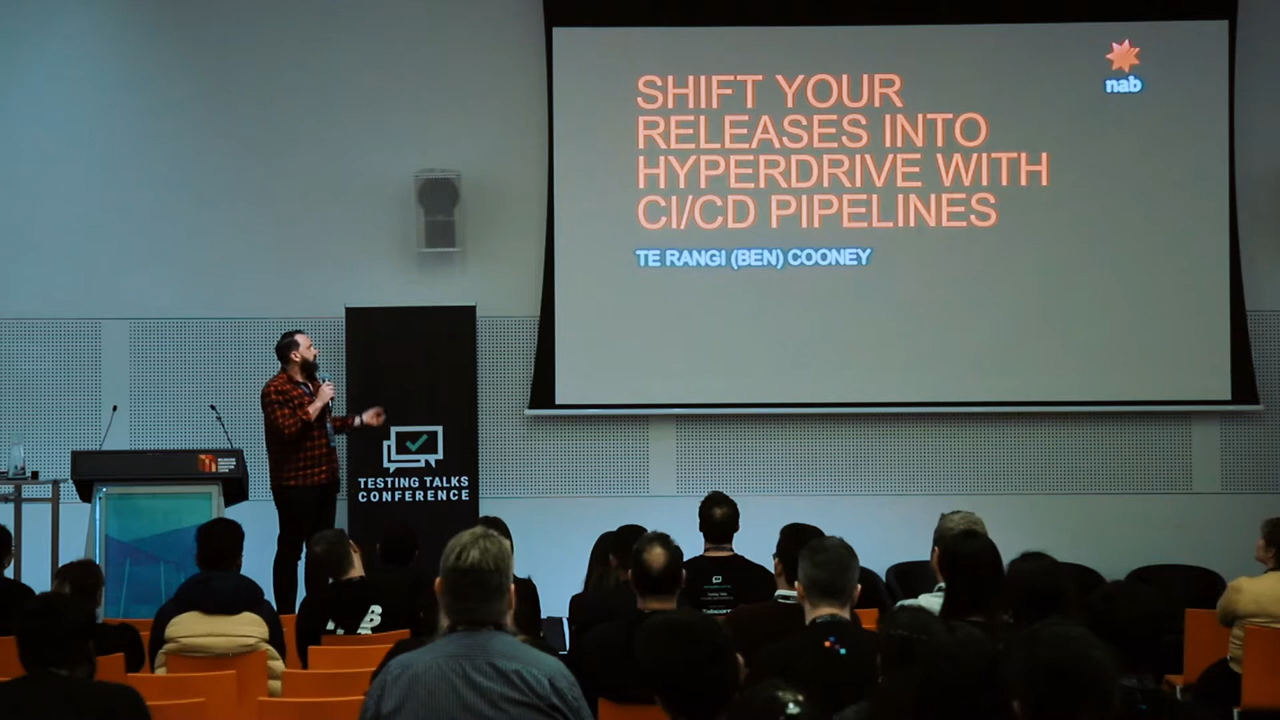 nab
SHIFT YOUR
RELEASES INTO
HYPERDRIVE WITH
CI/CD PIPELINES
TE RANGI (BEN) COONEY
TESTING TALKS
CONFERENCE